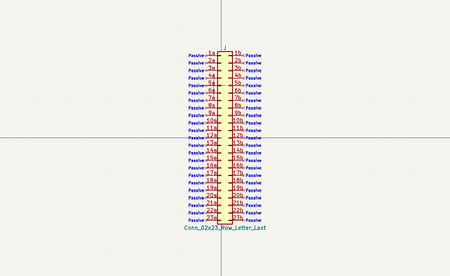 J
Passive 1a 1b Passive
Passive 2a 2b Passive
Passive 3a 3b Passive
Passive 4a 4b Passive
Passive 5a 5b Passive
Passive 6a 6b Passive
Passive 7a 7b Passive
Passive 8a 8b Passive
Passive 9a 9b Passive
Passive 10a 10b Passive
Passive 11a 11b Passive
Passive 12a 12b Passive
Passive 13a 13b Passive
Passive 14a 14b Passive
Passive 15a 15b Passive
Passive 16a 16b Passive
Passive 17a 17b Passive
Passive 18a 18b Passive
Passive 19a 19b Passive
Passive 20a 20b Passive
Passive 21a 21b Passive
Passive 22a 22b Passive
Passive 23a 23b Passive
Conn_02x23_Row_Letter_Last